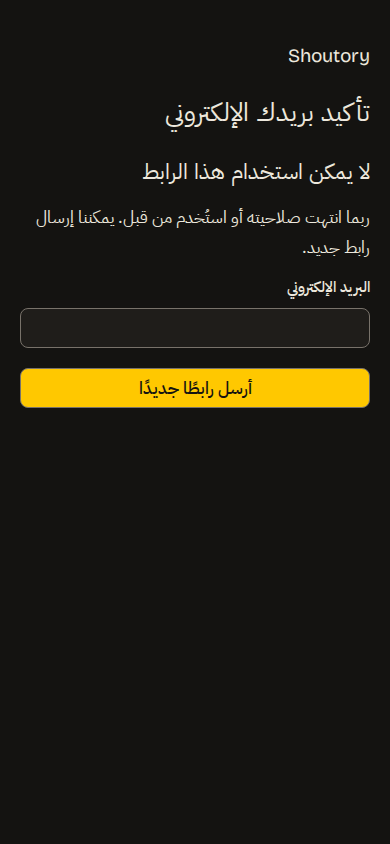 Shoutory
تأكيد بريدك الإلكتروني
لا يمكن استخدام هذا الرابط
ربما انتهت صلاحيته أو استُخدم من قبل. يمكننا إرسال
رابط جديد.
البريد الإلكتروني
أرسل رابطًا جديدًا